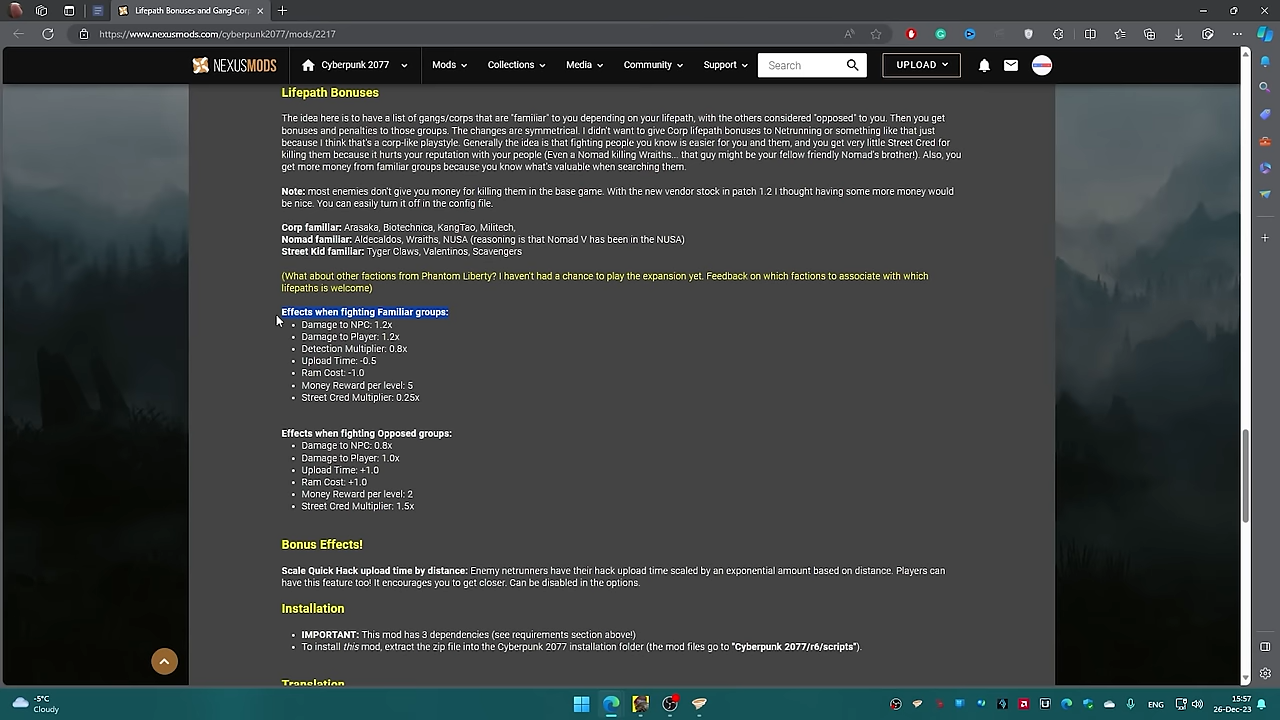 Lifepath Bonuses and Gang-Cor
https://www.nexusmods.com/cyberpunk2077/mods/2217
NEXUSMODS
Cyberpunk 2077
Mods
Collections
Media
Community
Support
Search
UPLOAD
Lifepath Bonuses
The idea here is to have a list of gangs/corps that are "familiar" to you depending on your lifepath, with the others considered "opposed" to you. Then you get
bonuses and penalties to those groups. The changes are symmetrical. I didn't want to give Corp lifepath bonuses to Netrunning or something like that just
because I think that's a corp-like playstyle. Generally the idea is that fighting people you know is easier for you and them, and you get very little Street Cred for
killing them because it hurts your reputation with your people (Even a Nomad killing Wraiths... that guy might be your fellow friendly Nomad's brother!). Also, you
get more money from familiar groups because you know what's valuable when searching them.
Note: most enemies don't give you money for killing them in the base game. With the new vendor stock in patch 1.2 I thought having some more money would
be nice. You can easily turn it off in the config file.
Corp familiar: Arasaka, Biotechnica, KangTao, Militech,
Nomad familiar: Aldecaldos, Wraiths, NUSA (reasoning is that Nomad V has been in the NUSA)
Street Kid familiar: Tyger Claws, Valentinos, Scavengers
(What about other factions from Phantom Liberty? I haven't had a chance to play the expansion yet. Feedback on which factions to associate with which
lifepaths is welcome)
Effects when fighting Familiar groups:
• Damage to NPC: 1.2x
• Damage to Player: 1.2x
• Detection Multiplier: 0.8x
• Upload Time: -0.5
• Ram Cost: -1.0
• Money Reward per level: 5
• Street Cred Multiplier: 0.25x
Effects when fighting Opposed groups:
• Damage to NPC: 0.8x
• Damage to Player: 1.0x
• Upload Time: +1.0
• Ram Cost: +1.0
• Money Reward per level: 2
• Street Cred Multiplier: 1.5x
Bonus Effects!
Scale Quick Hack upload time by distance: Enemy netrunners have their hack upload time scaled by an exponential amount based on distance. Players can
have this feature too! It encourages you to get closer. Can be disabled in the options.
Installation
• IMPORTANT: This mod has 3 dependencies (see requirements section above!)
• To install this mod, extract the zip file into the Cyberpunk 2077 installation folder (the mod files go to "Cyberpunk 2077/r6/scripts").
Translation
-5°C
Cloudy
ENG
15:57
26-Dec-23